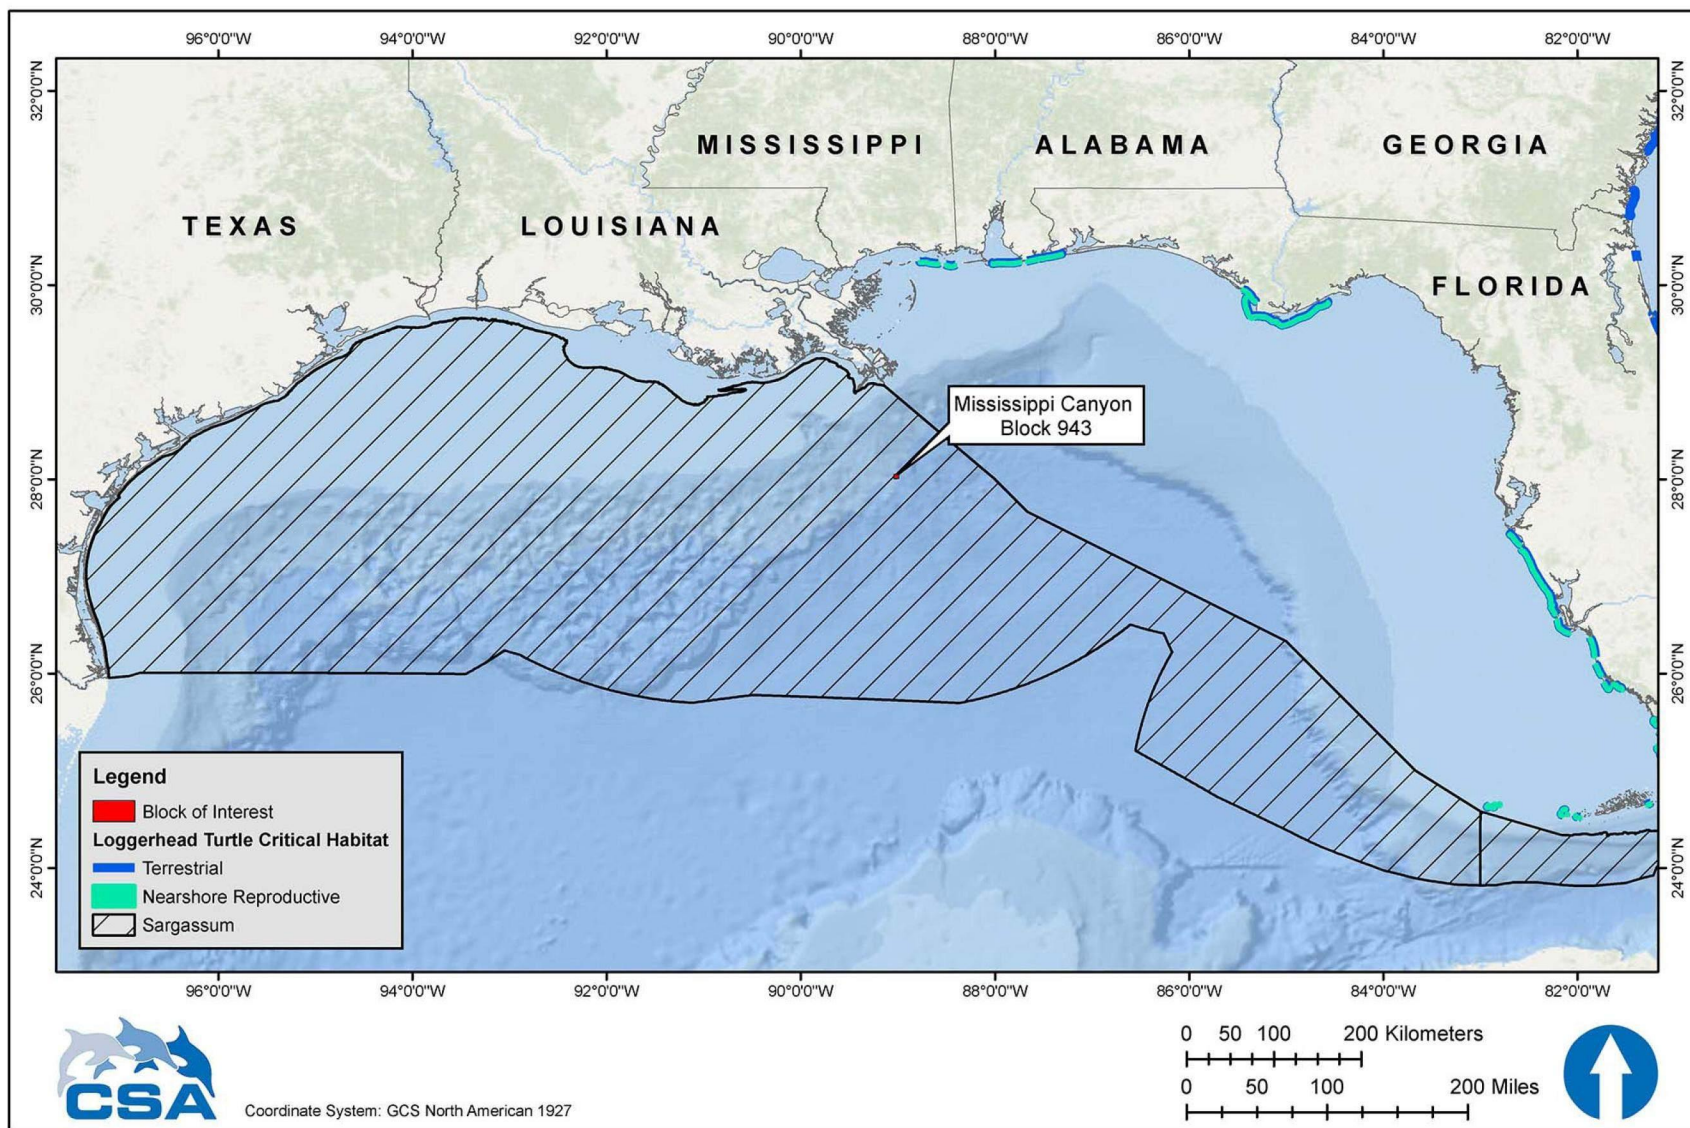 96°0'0"W 94°0'0"W 92°0'0"W 90°0'0"W 88°0'0"W 86°0'0"W 84°0'0"W 82°0'0"W
32°0'0"N 32°0'0"N
MISSISSIPPI ALABAMA GEORGIA
TEXAS LOUISIANA
30°0'0"N FLORIDA 30°0'0"N
Mississippi Canyon
Block 943
28°0'0"N 28°0'0"N
26°0'0"N 26°0'0"N
Legend
Block of Interest
Loggerhead Turtle Critical Habitat
Terrestrial
Nearshore Reproductive
Sargassum
24°0'0"N 24°0'0"N
96°0'0"W 94°0'0"W 92°0'0"W 90°0'0"W 88°0'0"W 86°0'0"W 84°0'0"W 82°0'0"W
CSA
Coordinate System: GCS North American 1927
0 50 100 200 Kilometers
0 50 100 200 Miles